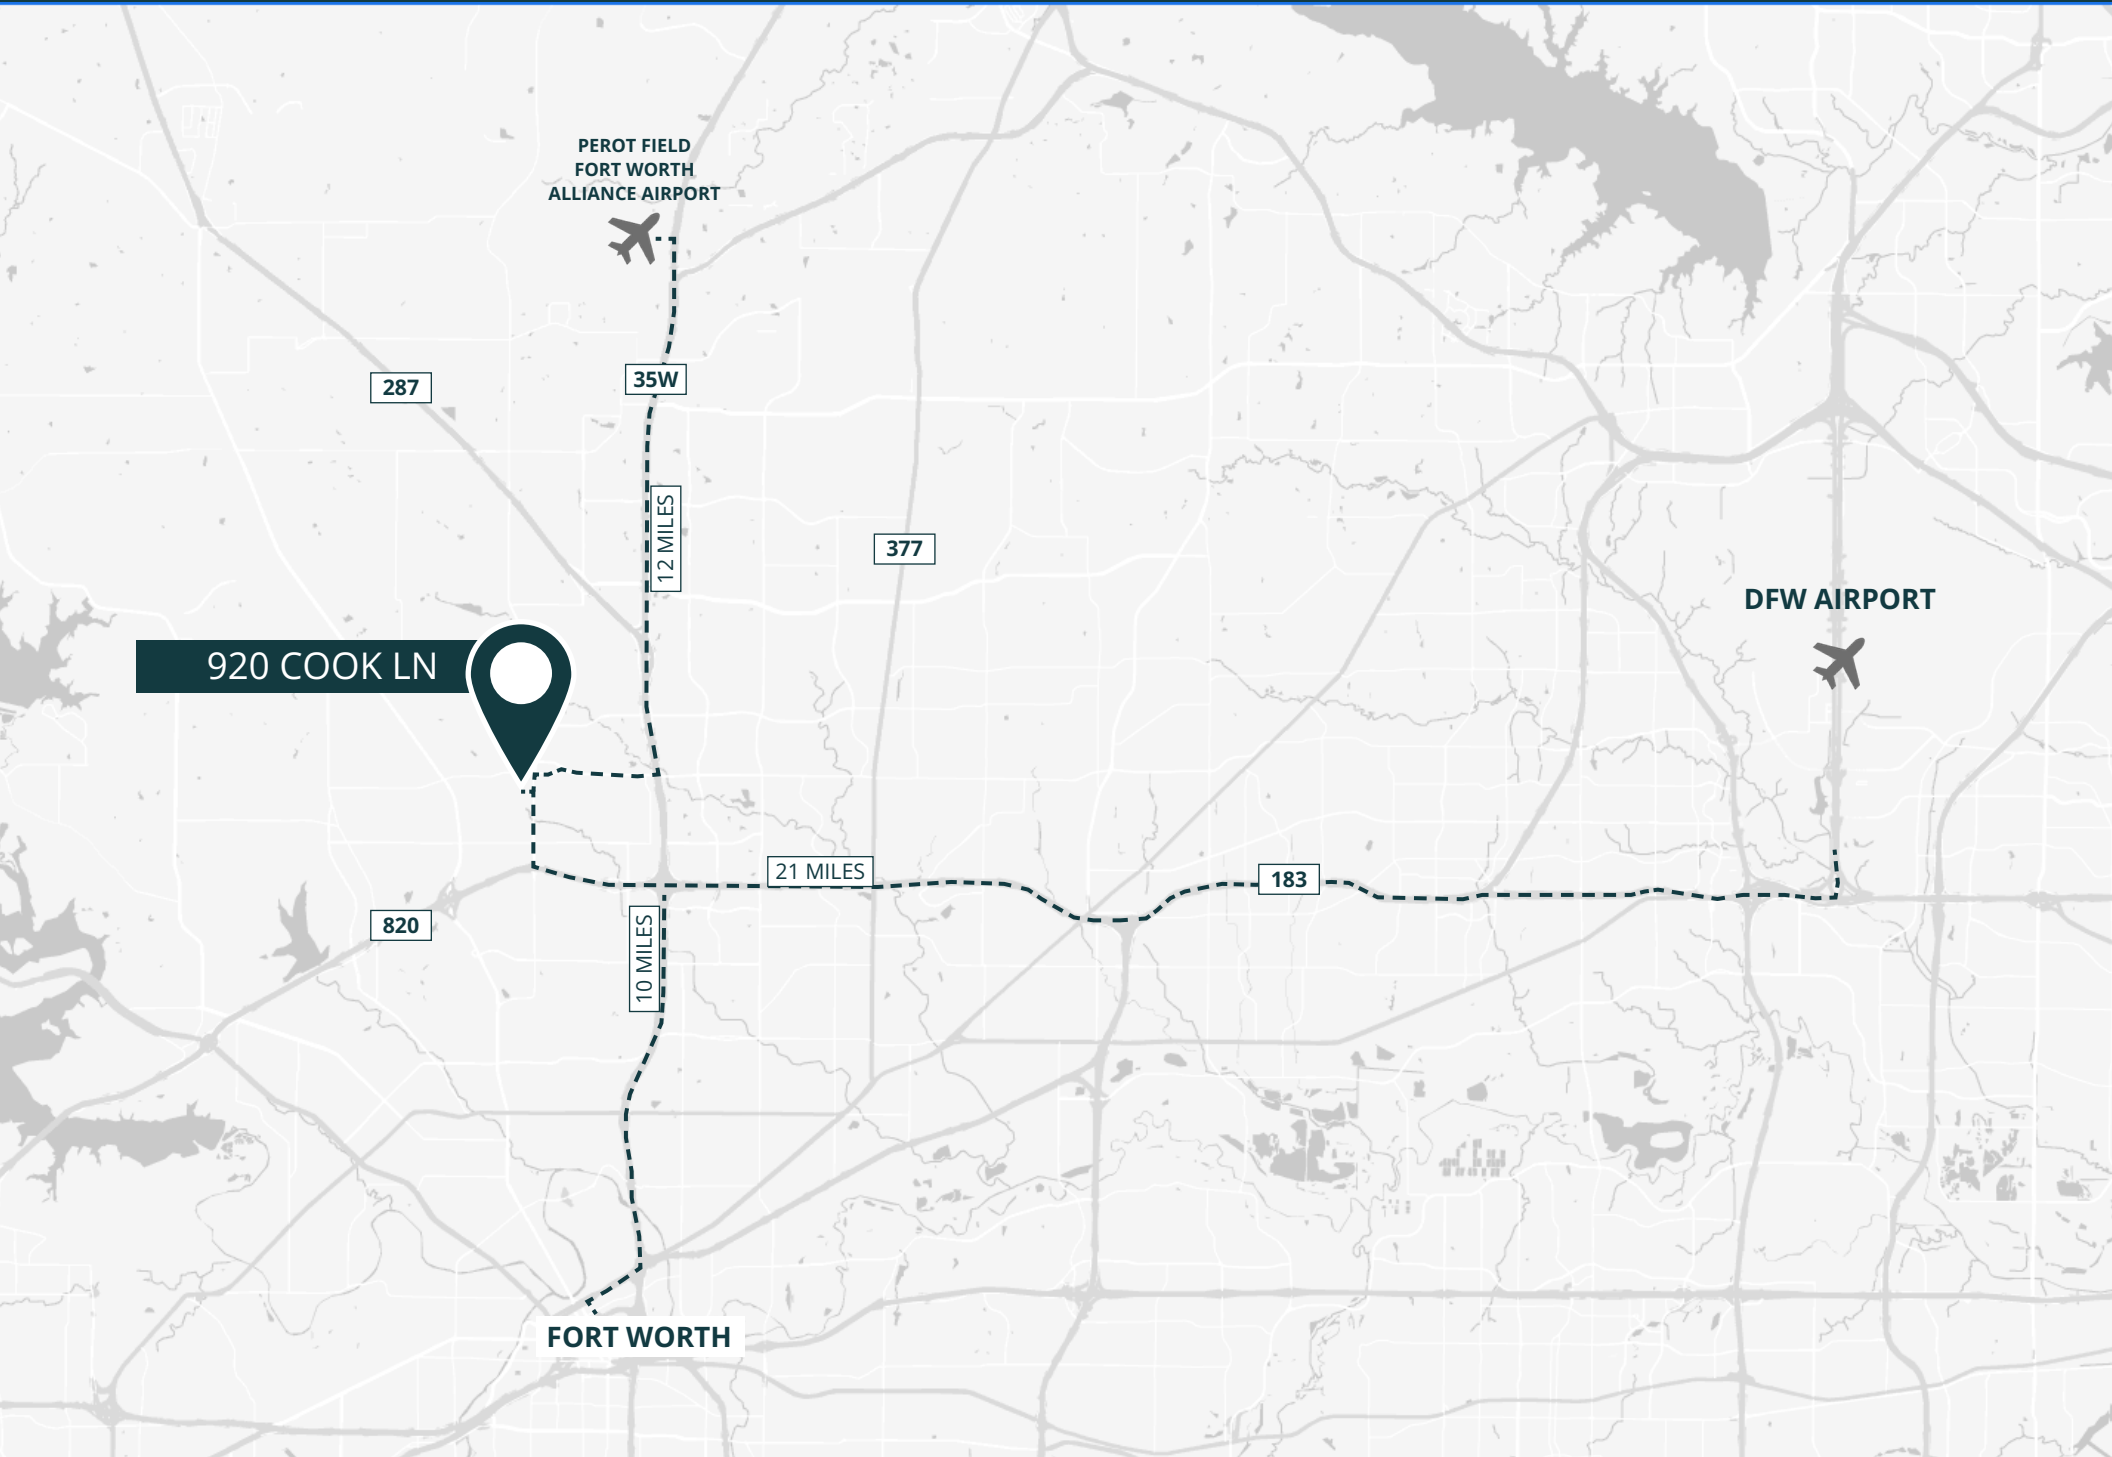 PEROT FIELD
FORT WORTH
ALLIANCE AIRPORT
287
35W
12 MILES
377
DFW AIRPORT
920 COOK LN
21 MILES
183
820
10 MILES
FORT WORTH